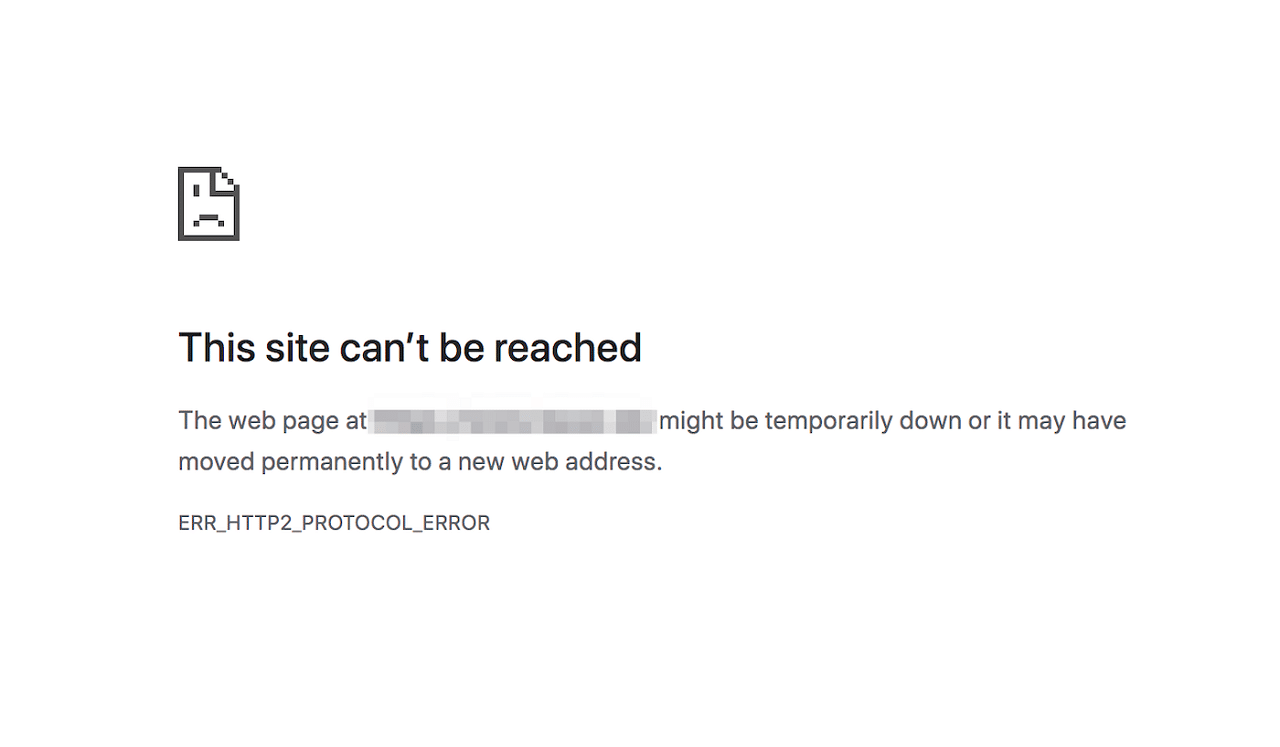 This site can’t be reached
The web page at might be temporarily down or it may have
moved permanently to a new web address.
ERR_HTTP2_PROTOCOL_ERROR